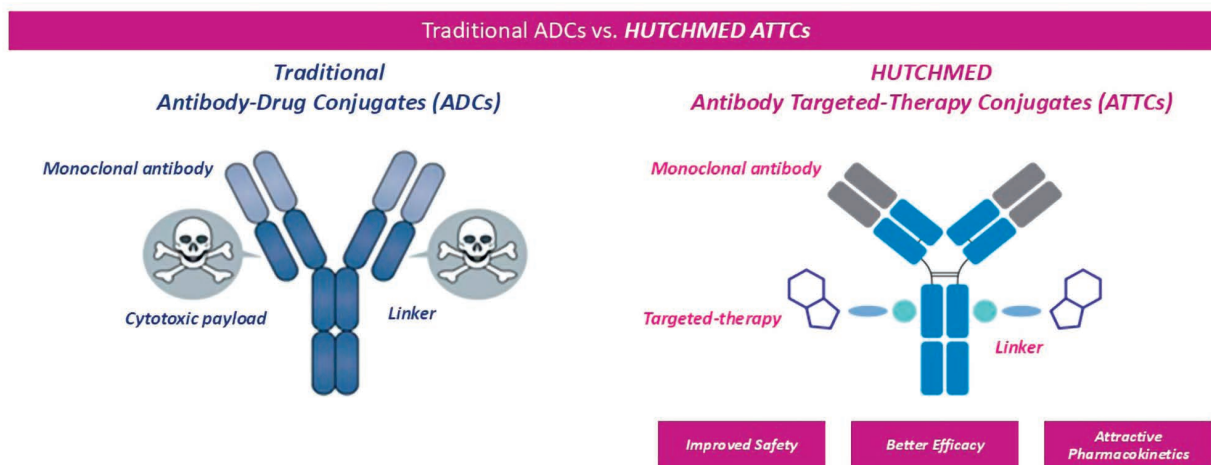 Traditional ADCs vs. HUTCHMED ATTCs
Traditional
Antibody-Drug Conjugates (ADCs)
Monoclonal antibody
Cytotoxic payload
Linker
HUTCHMED
Antibody Targeted-Therapy Conjugates (ATTCs)
Monoclonal antibody
Targeted-therapy
Linker
Improved Safety
Better Efficacy
Attractive
Pharmacokinetics